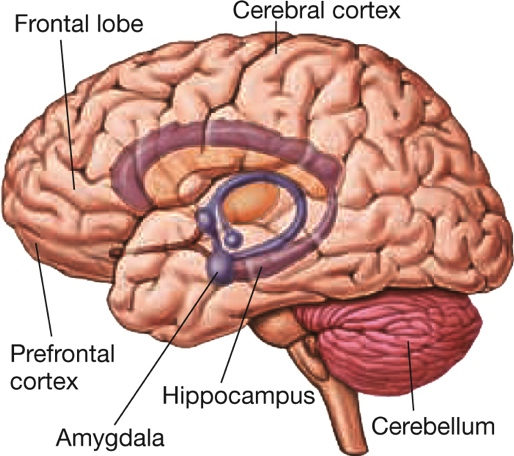 Frontal lobe
Cerebral cortex
Prefrontal
cortex
Hippocampus
Amygdala
Cerebellum